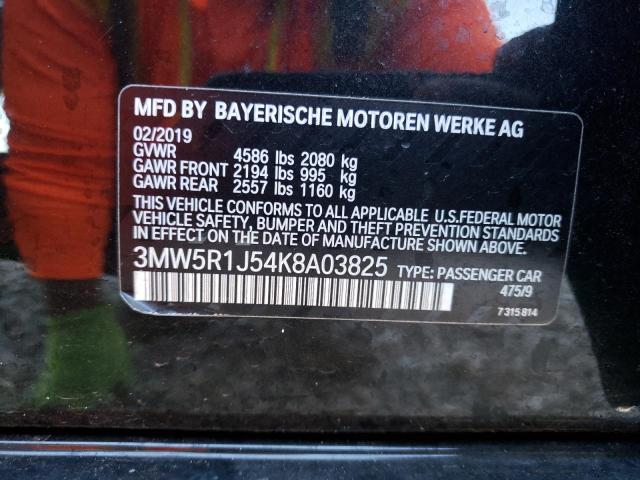 MFD BY BAYERISCHE MOTOREN WERKE AG
02/2019
GVWR 4586 lbs 2080 kg
GAWR FRONT 2194 lbs 995 kg
GAWR REAR 2557 lbs 1160 kg
THIS VEHICLE CONFORMS TO ALL APPLICABLE U.S.FEDERAL MOTOR
VEHICLE SAFETY, BUMPER AND THEFT PREVENTION STANDARDS
IN EFFECT ON THE DATE OF MANUFACTURE SHOWN ABOVE.
3MW5R1J54K8A03825 TYPE: PASSENGER CAR
475/9
7315814